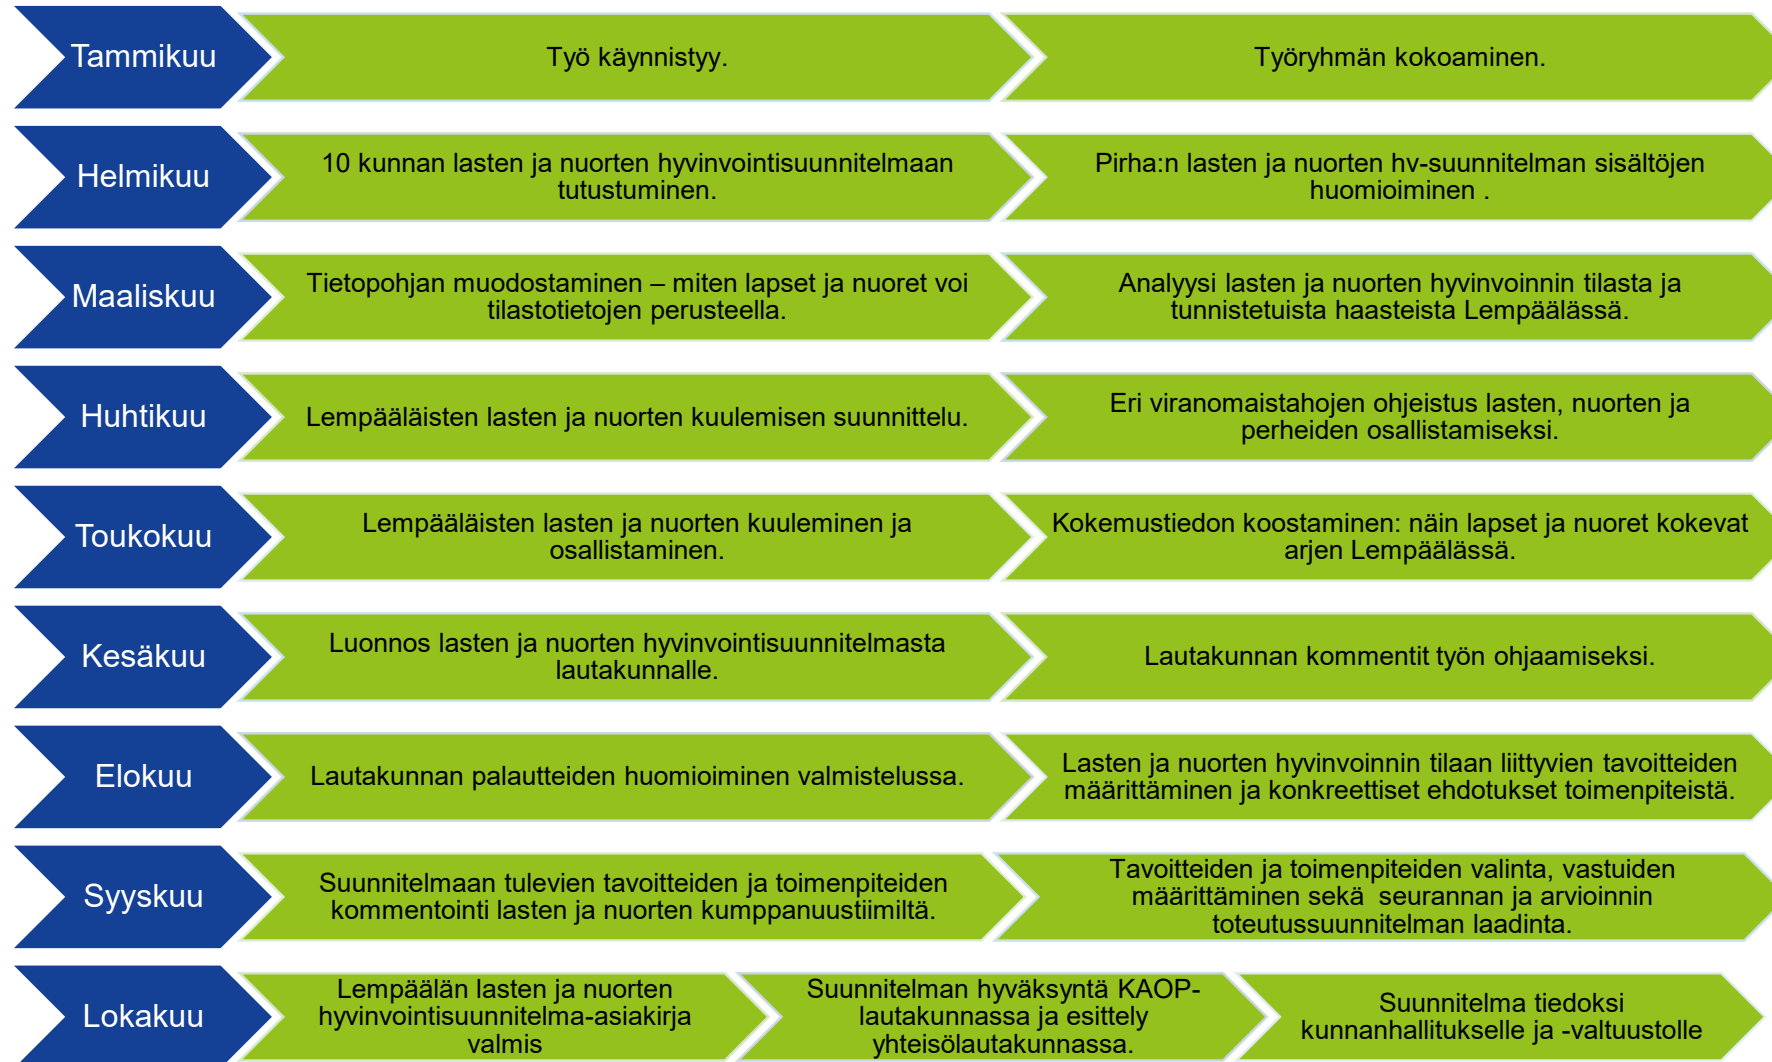 Tammikuu
Työ käynnistyy.
Työryhmän kokoaminen.
Helmikuu
10 kunnan lasten ja nuorten hyvinvointisuunnitelmaan
tutustuminen.
Pirha:n lasten ja nuorten hv-suunnitelman sisältöjen
huomioiminen .
Maaliskuu
Tietopohjan muodostaminen – miten lapset ja nuoret voi
tilastotietojen perusteella.
Analyysi lasten ja nuorten hyvinvoinnin tilasta ja
tunnistetuista haasteista Lempäälässä.
Huhtikuu
Lempääläisten lasten ja nuorten kuulemisen suunnittelu.
Eri viranomaistahojen ohjeistus lasten, nuorten ja
perheiden osallistamiseksi.
Toukokuu
Lempääläisten lasten ja nuorten kuuleminen ja
osallistaminen.
Kokemustiedon koostaminen: näin lapset ja nuoret kokevat
arjen Lempäälässä.
Kesäkuu
Luonnos lasten ja nuorten hyvinvointisuunnitelmasta
lautakunnalle.
Lautakunnan kommentit työn ohjaamiseksi.
Elokuu
Lautakunnan palautteiden huomioiminen valmistelussa.
Lasten ja nuorten hyvinvoinnin tilaan liittyvien tavoitteiden
määrittäminen ja konkreettiset ehdotukset toimenpiteistä.
Syyskuu
Suunnitelmaan tulevien tavoitteiden ja toimenpiteiden
kommentointi lasten ja nuorten kumppanuustiimiltä.
Tavoitteiden ja toimenpiteiden valinta, vastuiden
määrittäminen sekä  seurannan ja arvioinnin
toteutussuunnitelman laadinta.
Lokakuu
Lempäälän lasten ja nuorten
hyvinvointisuunnitelma-asiakirja
valmis
Suunnitelman hyväksyntä KAOP-
lautakunnassa ja esittely
yhteisölautakunnassa.
Suunnitelma tiedoksi
kunnanhallitukselle ja -valtuustolle